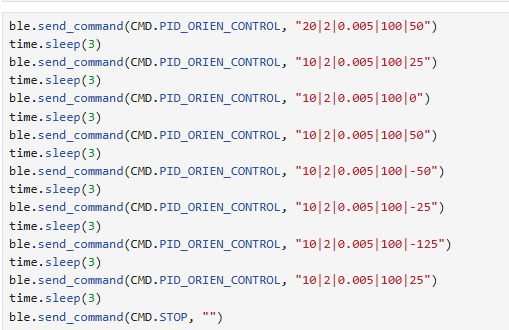 ble.send_command(CMD.PID_ORIEN_CONTROL, "20|2|0.005|100|50")
time.sleep(3)
ble.send_command(CMD.PID_ORIEN_CONTROL, "10|2|0.005|100|25")
time.sleep(3)
ble.send_command(CMD.PID_ORIEN_CONTROL, "10|2|0.005|100|0")
time.sleep(3)
ble.send_command(CMD.PID_ORIEN_CONTROL, "10|2|0.005|100|50")
time.sleep(3)
ble.send_command(CMD.PID_ORIEN_CONTROL, "10|2|0.005|100|-50")
time.sleep(3)
ble.send_command(CMD.PID_ORIEN_CONTROL, "10|2|0.005|100|-25")
time.sleep(3)
ble.send_command(CMD.PID_ORIEN_CONTROL, "10|2|0.005|100|-125")
time.sleep(3)
ble.send_command(CMD.PID_ORIEN_CONTROL, "10|2|0.005|100|25")
time.sleep(3)
ble.send_command(CMD.STOP, "")